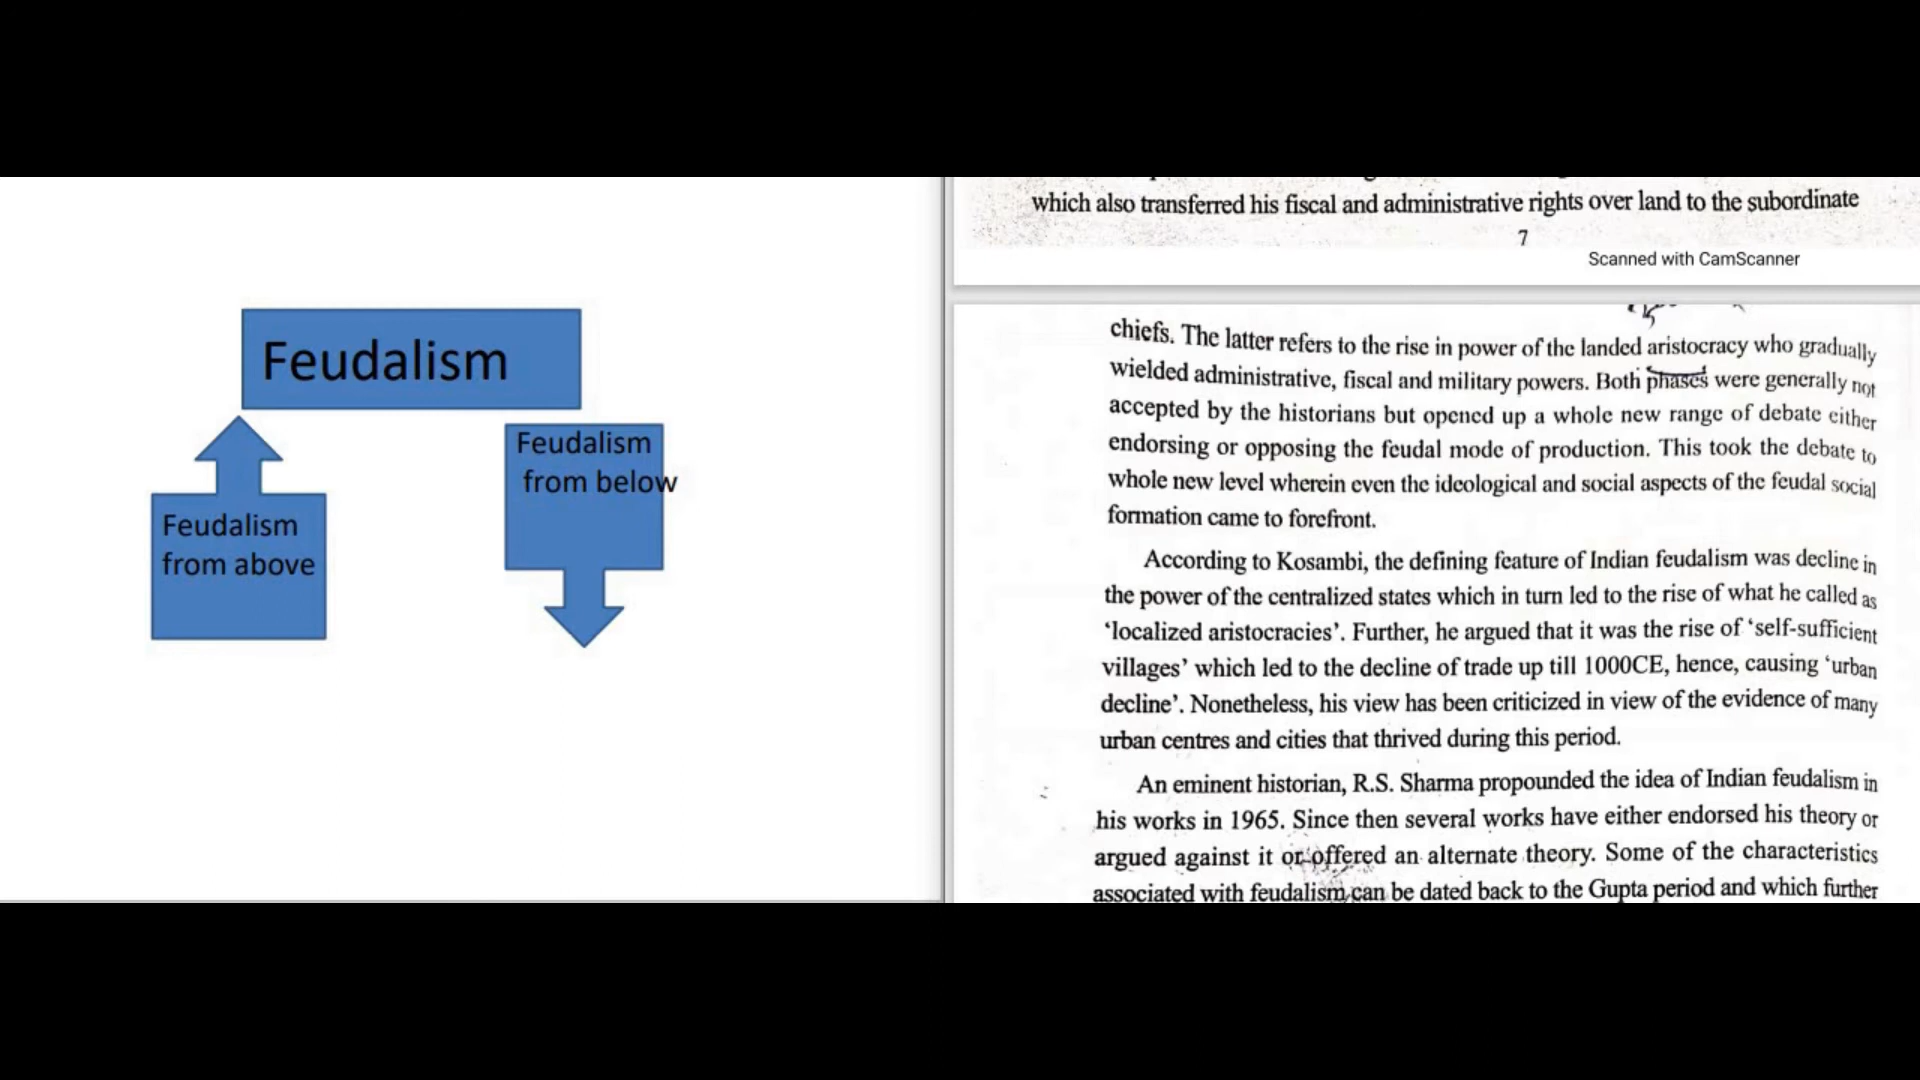 Feudalism
Feudalism
from above
Feudalism
from below
which also transferred his fiscal and administrative rights over land to the subordinate
7
Scanned with CamScanner
chiefs. The latter refers to the rise in power of the landed aristocracy who gradually
wielded administrative, fiscal and military powers. Both phases were generally not
accepted by the historians but opened up a whole new range of debate either
endorsing or opposing the feudal mode of production. This took the debate to
whole new level wherein even the ideological and social aspects of the feudal social
formation came to forefront.
According to Kosambi, the defining feature of Indian feudalism was decline in
the power of the centralized states which in turn led to the rise of what he called as
‘localized aristocracies’. Further, he argued that it was the rise of ‘self-sufficient
villages’ which led to the decline of trade up till 1000CE, hence, causing ‘urban
decline’. Nonetheless, his view has been criticized in view of the evidence of many
urban centres and cities that thrived during this period.
An eminent historian, R.S. Sharma propounded the idea of Indian feudalism in
his works in 1965. Since then several works have either endorsed his theory or
argued against it or offered an alternate theory. Some of the characteristics
associated with feudalism can be dated back to the Gupta period and which further